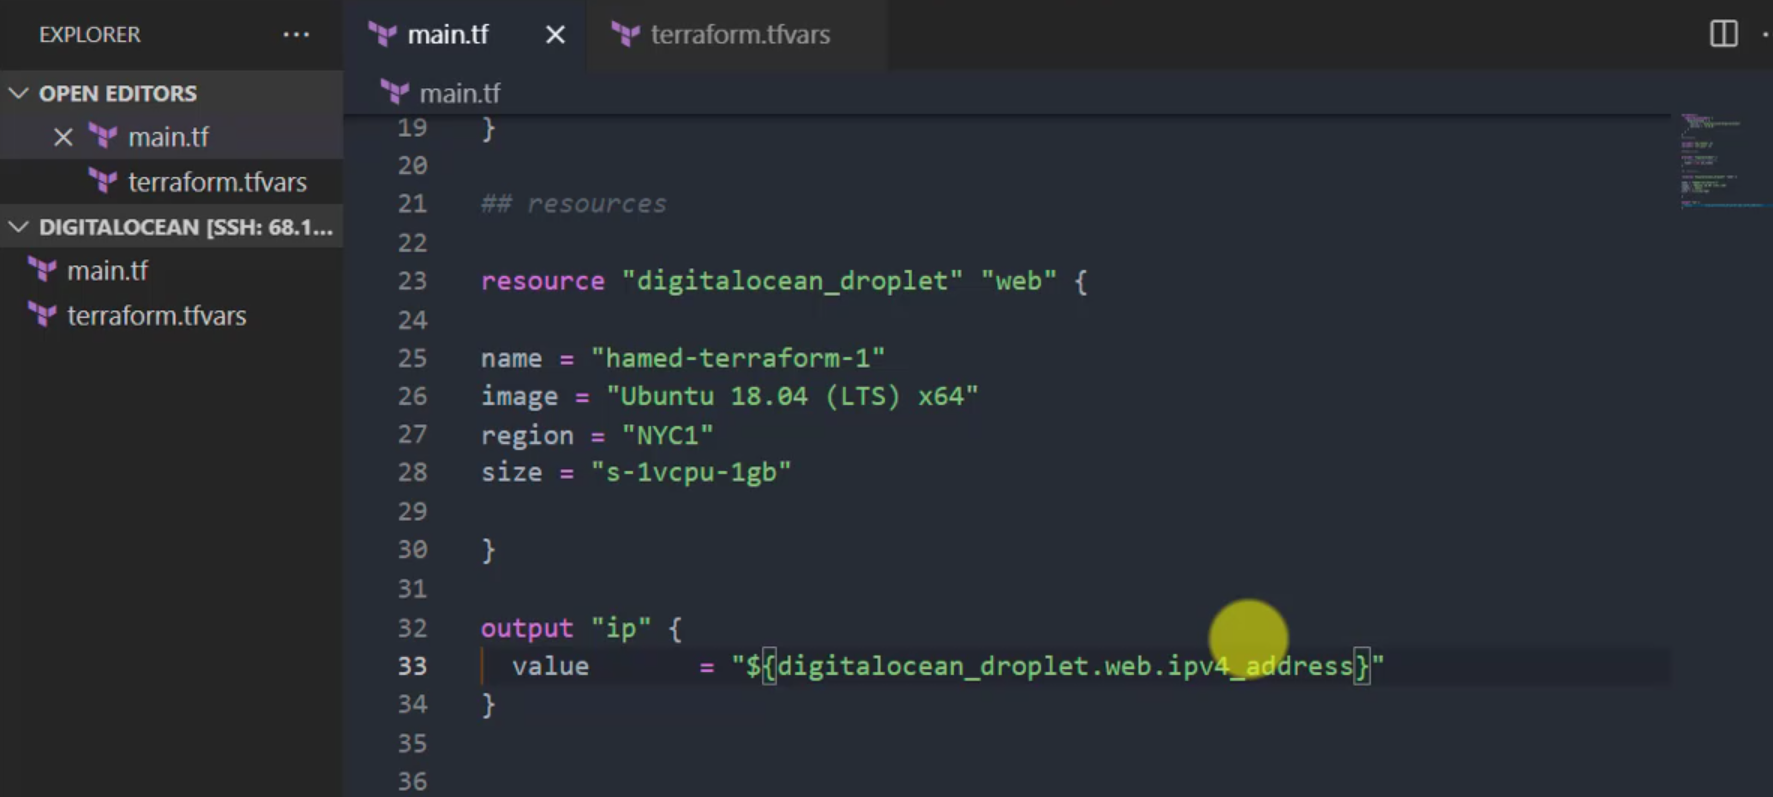 EXPLORER ...
OPEN EDITORS
main.tf
terraform.tfvars
DIGITALOCEAN [SSH: 68.1...
main.tf
terraform.tfvars
main.tf
terraform.tfvars
main.tf
19 }
20
21 ## resources
22
23 resource "digitalocean_droplet" "web" {
24
25 name = "hamed-terraform-1"
26 image = "Ubuntu 18.04 (LTS) x64"
27 region = "NYC1"
28 size = "s-1vcpu-1gb"
29
30 }
31
32 output "ip" {
33 value = "${digitalocean_droplet.web.ipv4_address}"
34 }
35
36